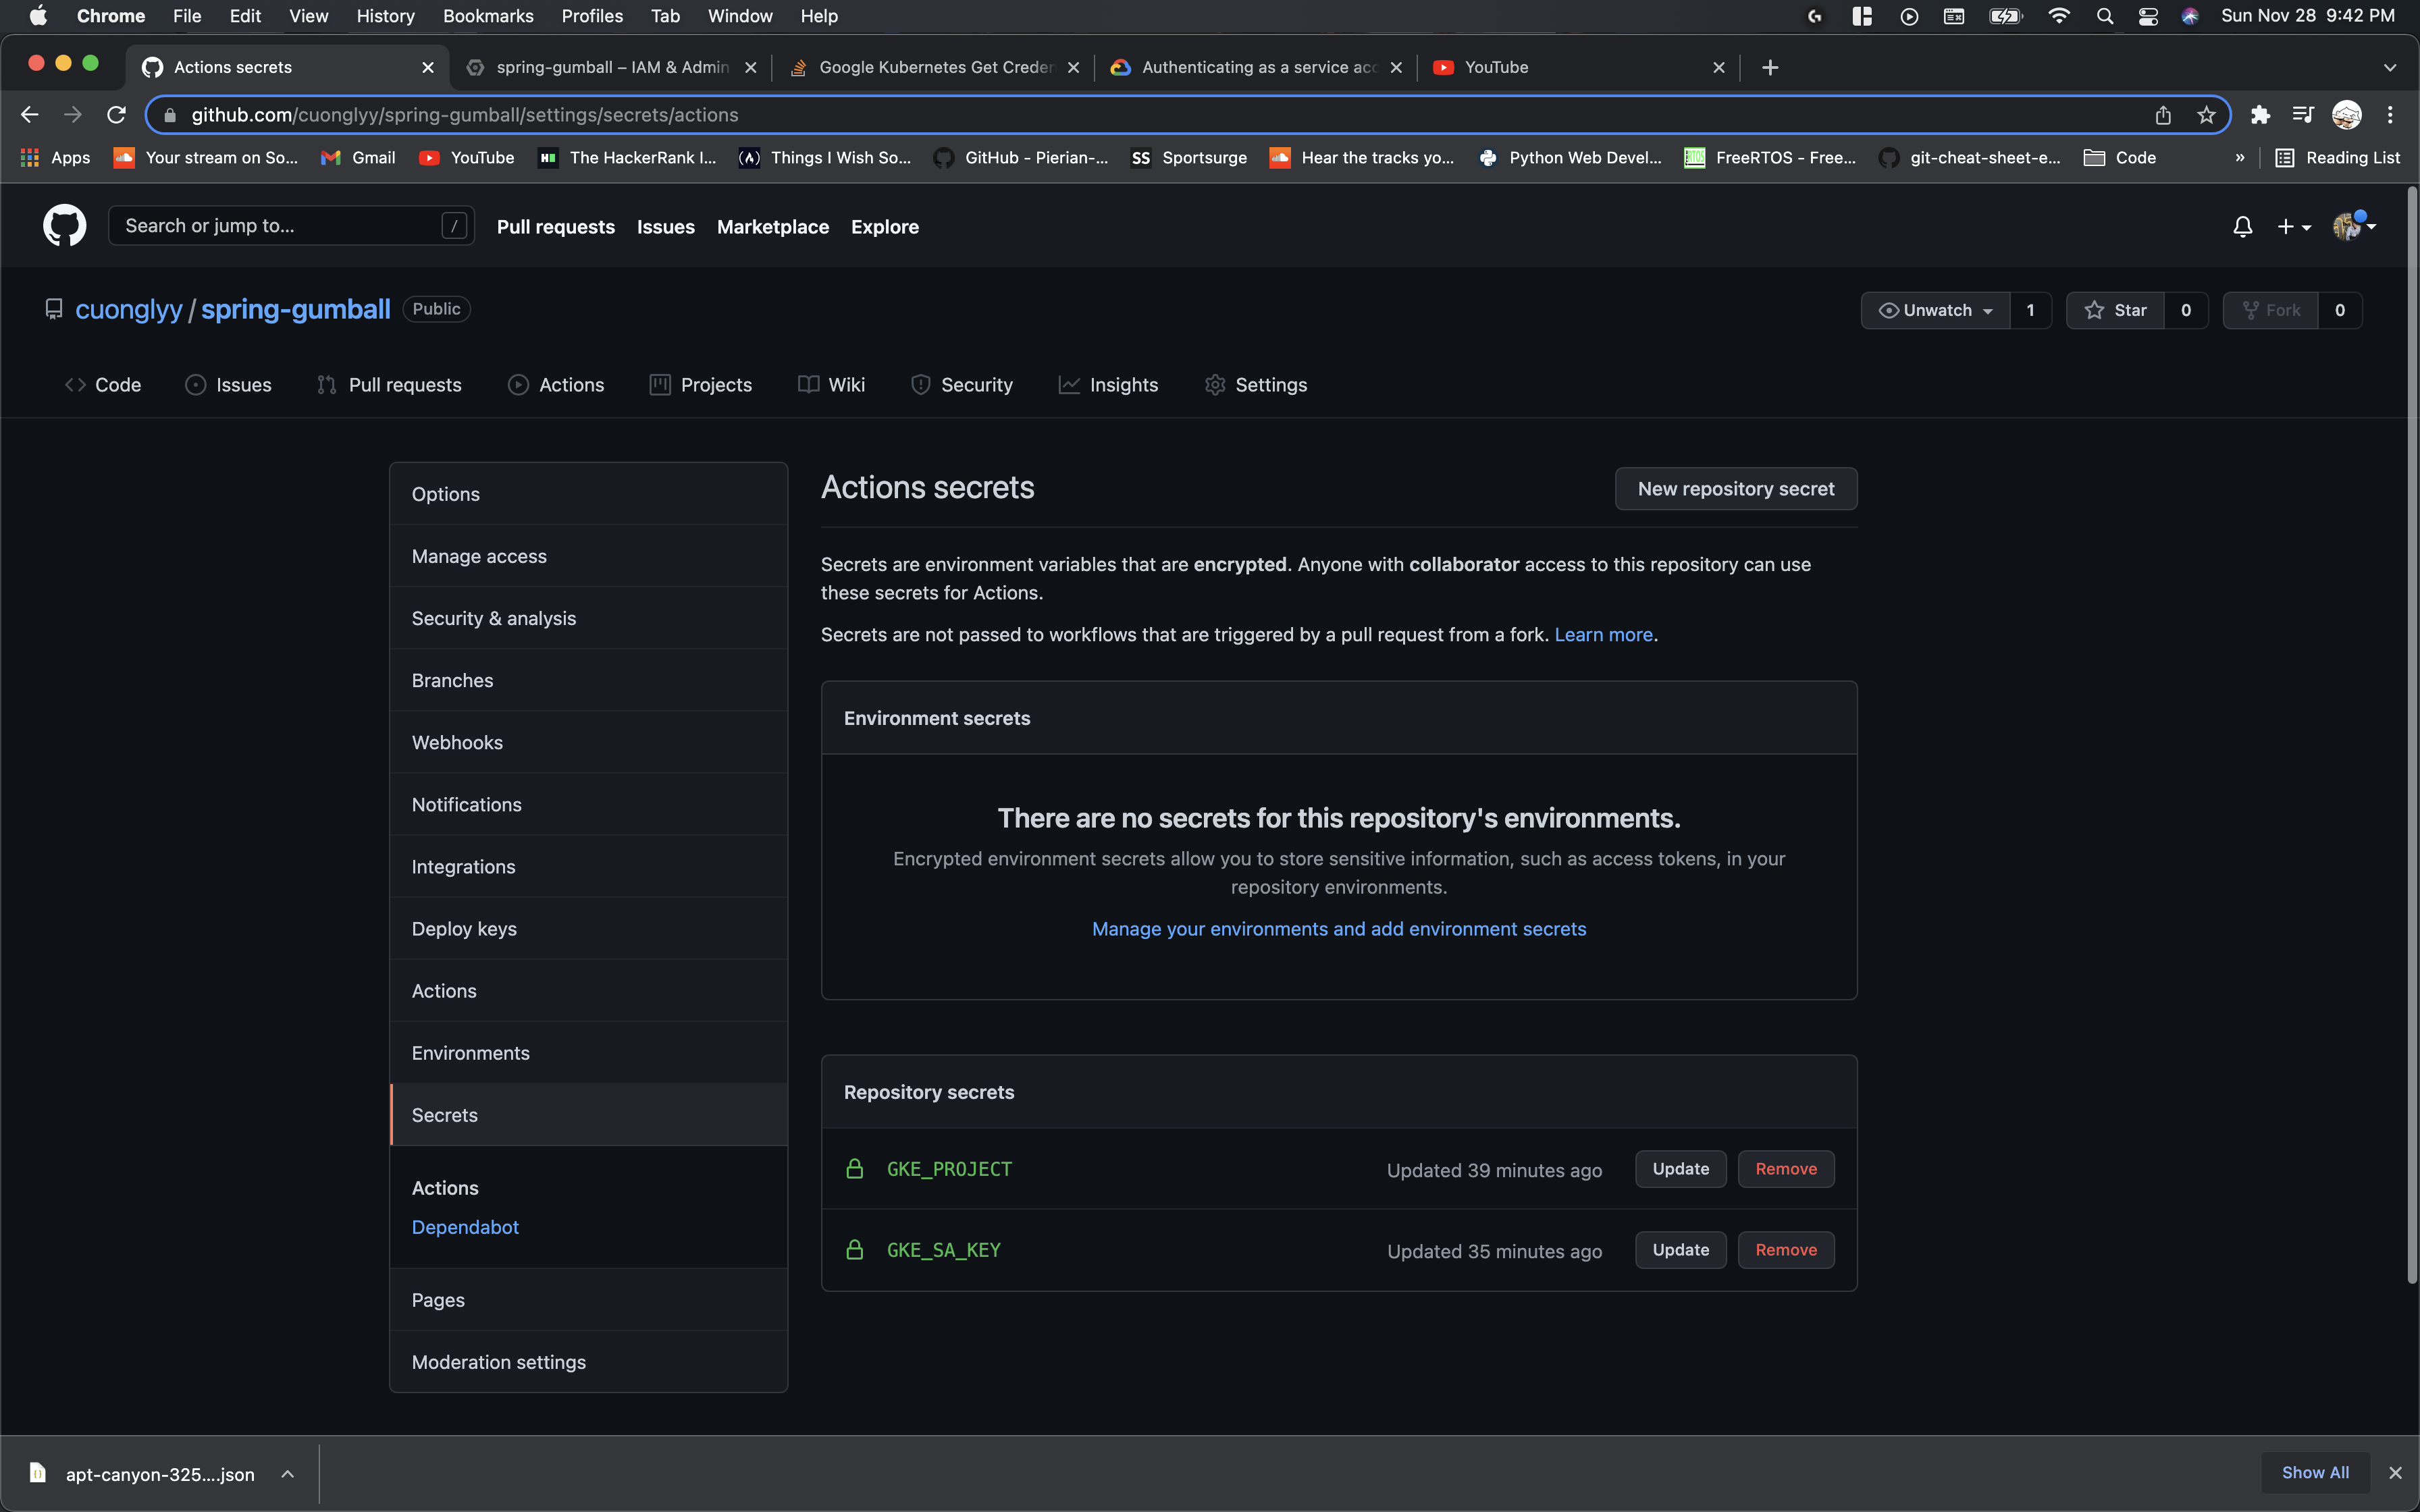 Chrome File Edit View History Bookmarks Profiles Tab Window Help Sun Nov 28 9:42 PM
Actions secrets spring-gumball – IAM & Admin Google Kubernetes Get Creden Authenticating as a service acc YouTube
github.com/cuonglyy/spring-gumball/settings/secrets/actions
Apps Your stream on So... Gmail YouTube The HackerRank I... Things I Wish So... GitHub - Pierian-... SS Sportsurge Hear the tracks yo... Python Web Devel... FreeRTOS - Free... git-cheat-sheet-e... Code » Reading List
Search or jump to... / Pull requests Issues Marketplace Explore
cuonglyy / spring-gumball Public Unwatch 1 Star 0 Fork 0
Code Issues Pull requests Actions Projects Wiki Security Insights Settings
Options
Manage access
Security & analysis
Branches
Webhooks
Notifications
Integrations
Deploy keys
Actions
Environments
Secrets
Actions
Dependabot
Pages
Moderation settings
Actions secrets
New repository secret
Secrets are environment variables that are encrypted. Anyone with collaborator access to this repository can use
these secrets for Actions.
Secrets are not passed to workflows that are triggered by a pull request from a fork. Learn more.
Environment secrets
There are no secrets for this repository's environments.
Encrypted environment secrets allow you to store sensitive information, such as access tokens, in your
repository environments.
Manage your environments and add environment secrets
Repository secrets
GKE_PROJECT Updated 39 minutes ago Update Remove
GKE_SA_KEY Updated 35 minutes ago Update Remove
apt-canyon-325....json Show All